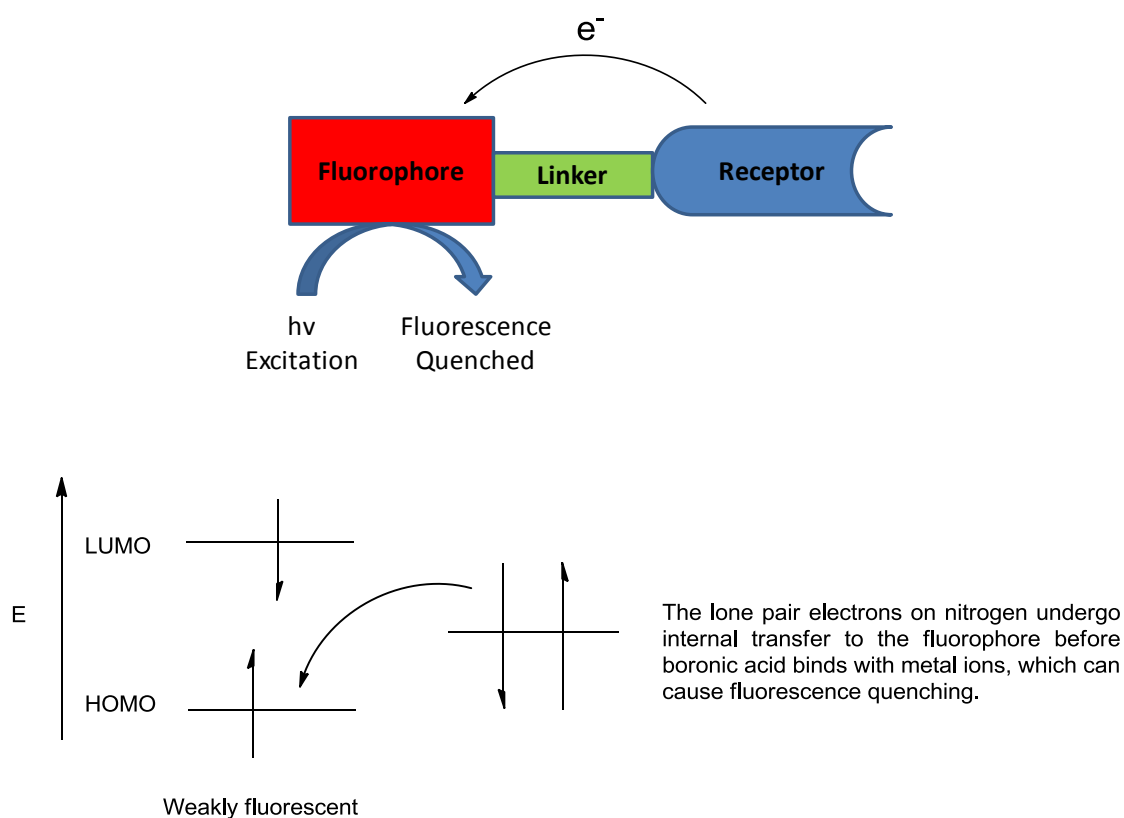 e-
Fluorophore
Linker
Receptor
hv
Excitation
Fluorescence
Quenched
E
LUMO
HOMO
The lone pair electrons on nitrogen undergo
internal transfer to the fluorophore before
boronic acid binds with metal ions, which can
cause fluorescence quenching.
Weakly fluorescent